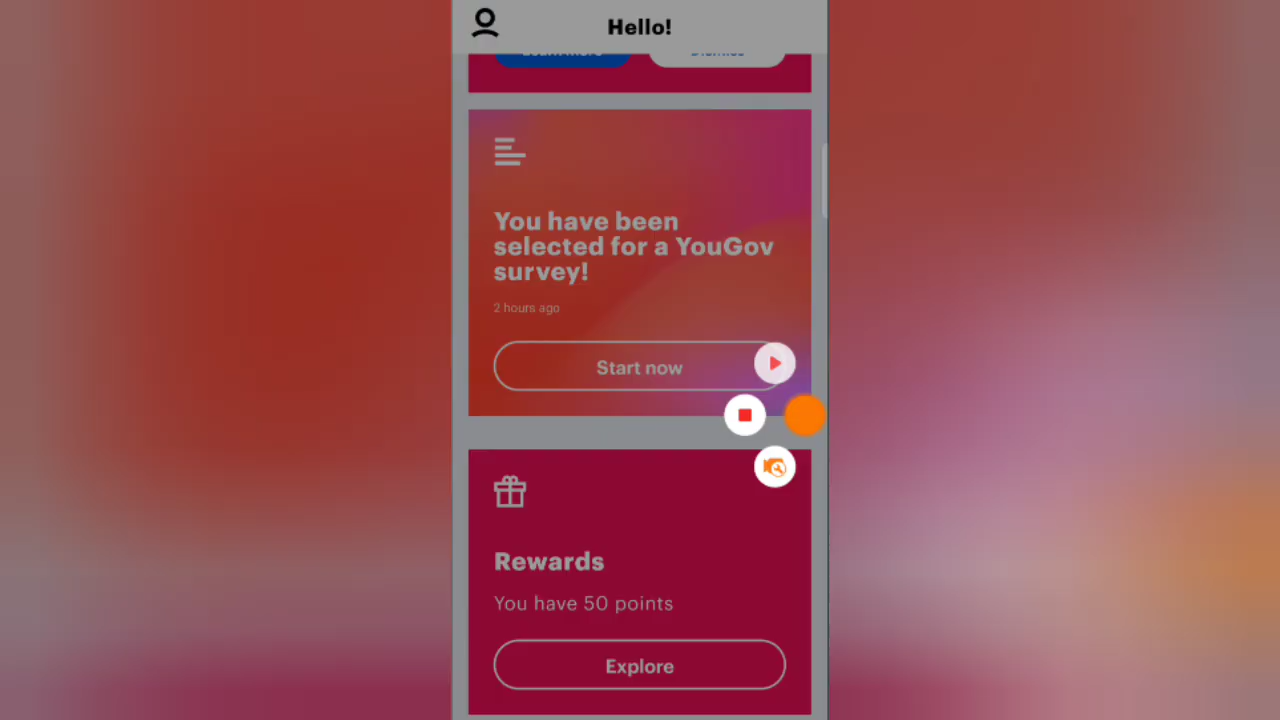 Hello!
You have been
selected for a YouGov
survey!
2 hours ago
Start now
Rewards
You have 50 points
Explore